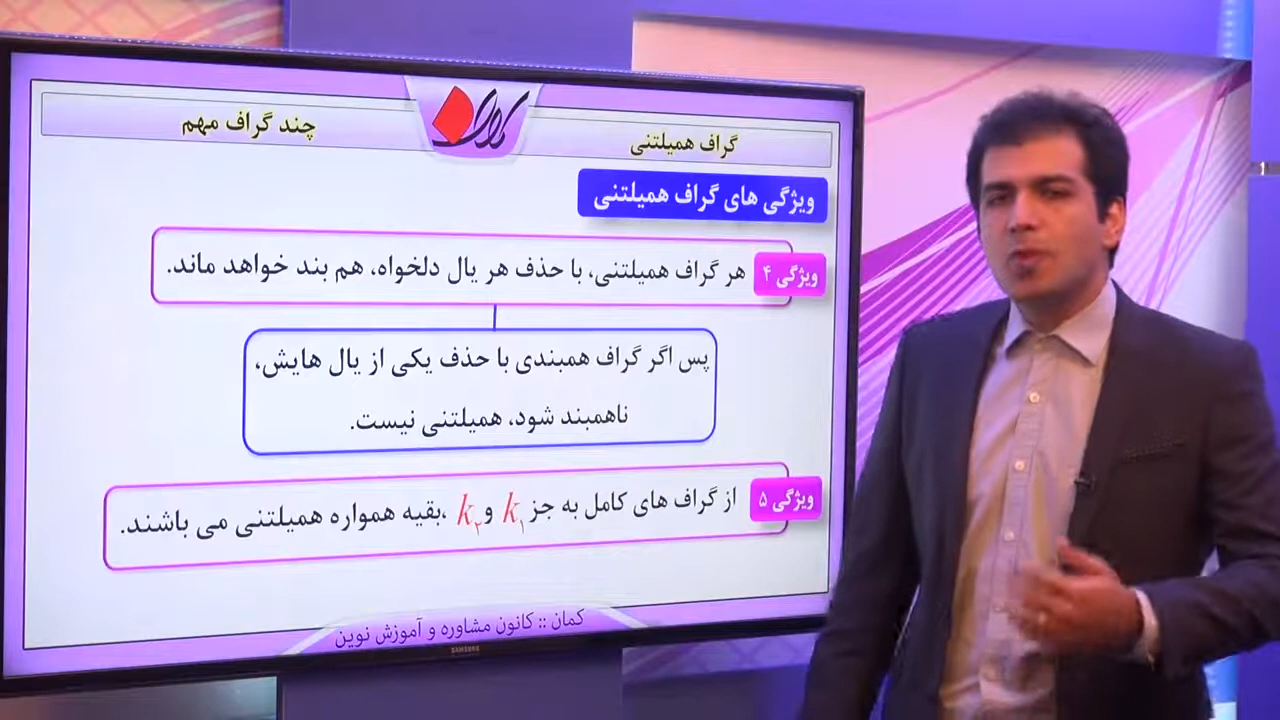 گراف همیلتنی
چند گراف مهم
کمان
ویژگی های گراف همیلتنی
ویژگی ۴
هر گراف همیلتنی، با حذف هر یال دلخواه، هم بند خواهد ماند.
پس اگر گراف همبندی با حذف یکی از یال هایش،
ناهمبند شود، همیلتنی نیست.
ویژگی ۵
از گراف های کامل به جز k₁ و k₂ ،بقیه همواره همیلتنی می باشند.
کمان :: کانون مشاوره و آموزش نوین
SAMSUNG